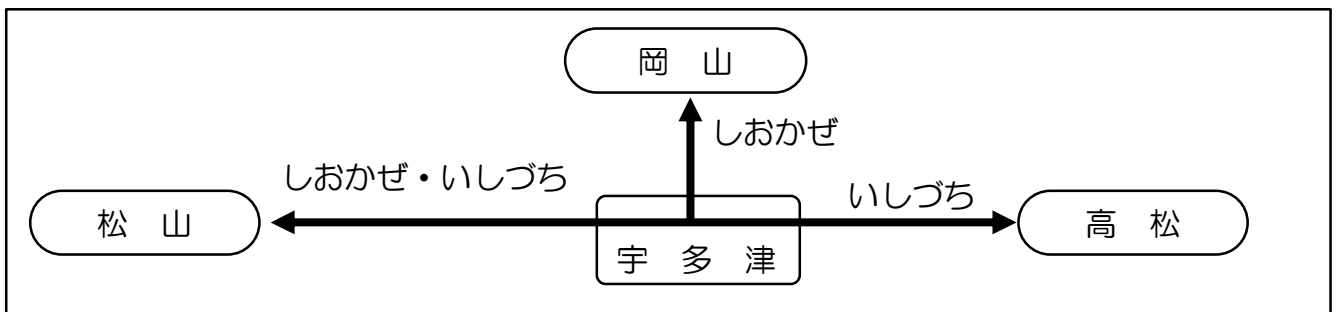 岡 山
しおかぜ
しおかぜ・いしづち
いしづち
松 山
高 松
宇 多 津